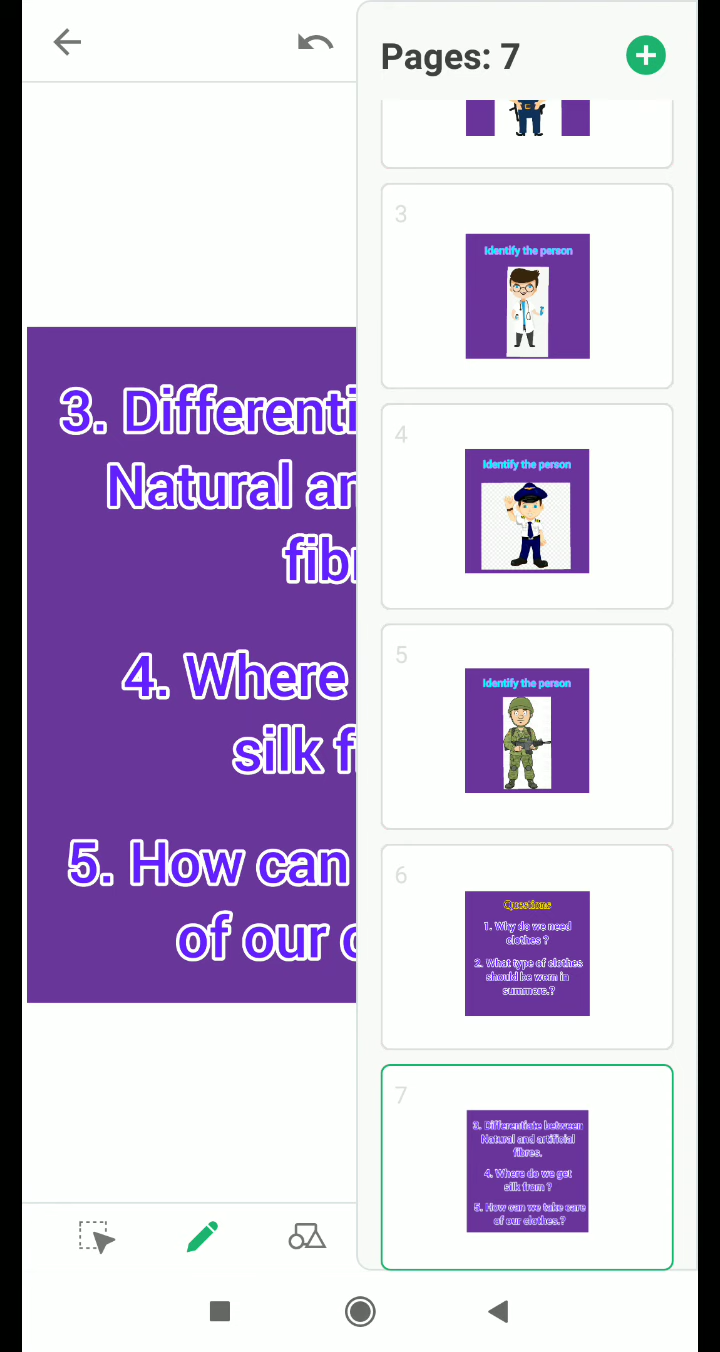 Pages: 7
3
Identify the person
4
Identify the person
5
Identify the person
6
Questions
1. Why do we need
clothes ?
2. What type of clothes
should be worn in
summers.?
7
3. Differentiate between
Natural and artificial
fibres.
4. Where do we get
silk from ?
5. How can we take care
of our clothes.?
3. Differenti
Natural an
fib
4. Where
silk f
5. How can
of our c